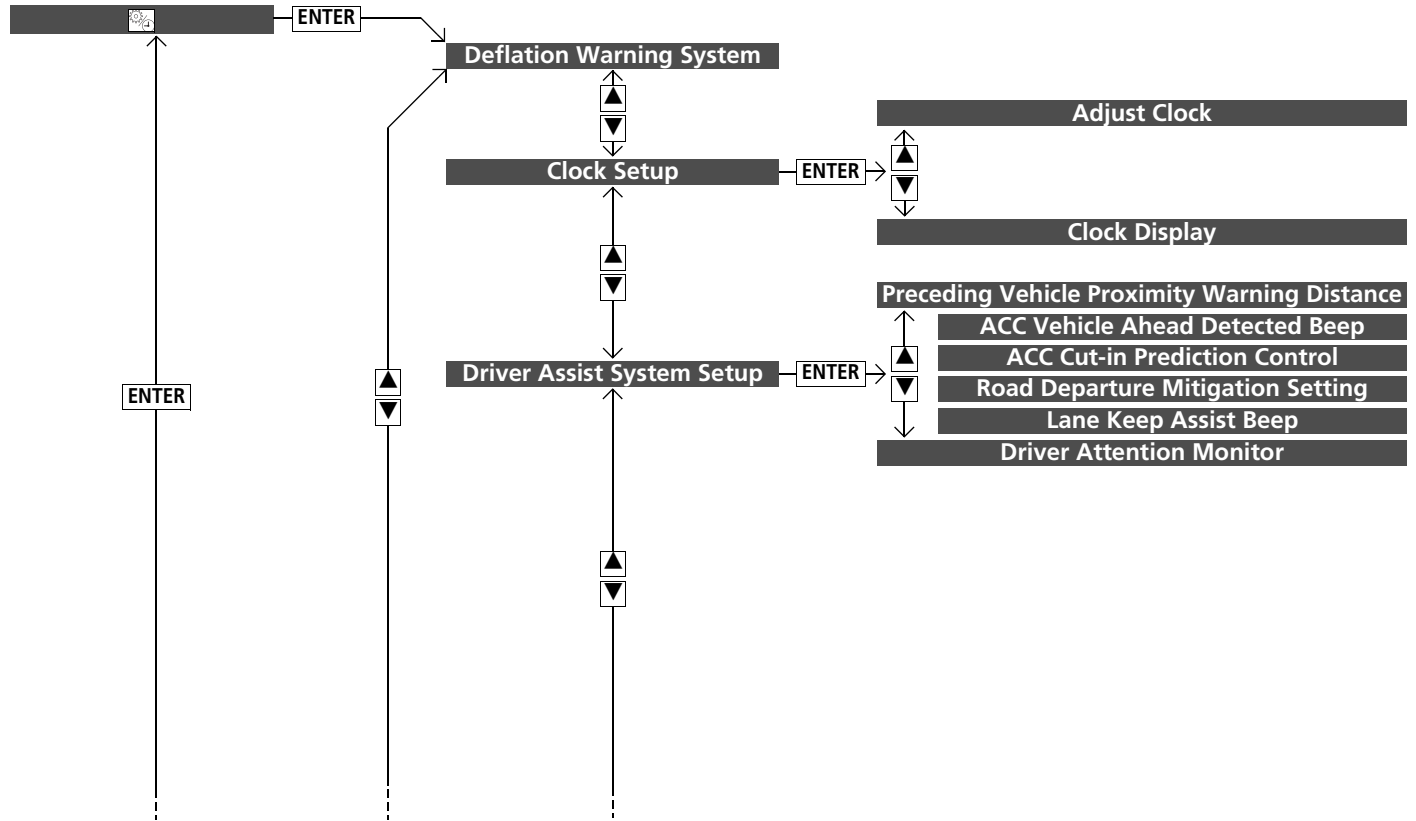 ENTER
Deflation Warning System
Adjust Clock
Clock Setup
ENTER
Clock Display
Preceding Vehicle Proximity Warning Distance
ACC Vehicle Ahead Detected Beep
ACC Cut-in Prediction Control
Driver Assist System Setup
ENTER
Road Departure Mitigation Setting
Lane Keep Assist Beep
Driver Attention Monitor
ENTER